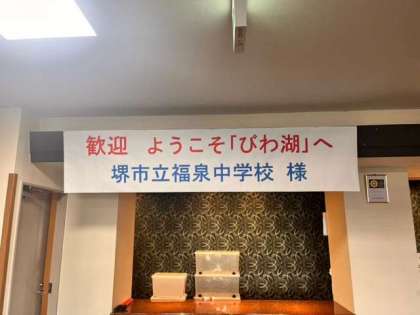 歓迎　ようこそ「びわ湖」へ
堺市立福泉中学校 様